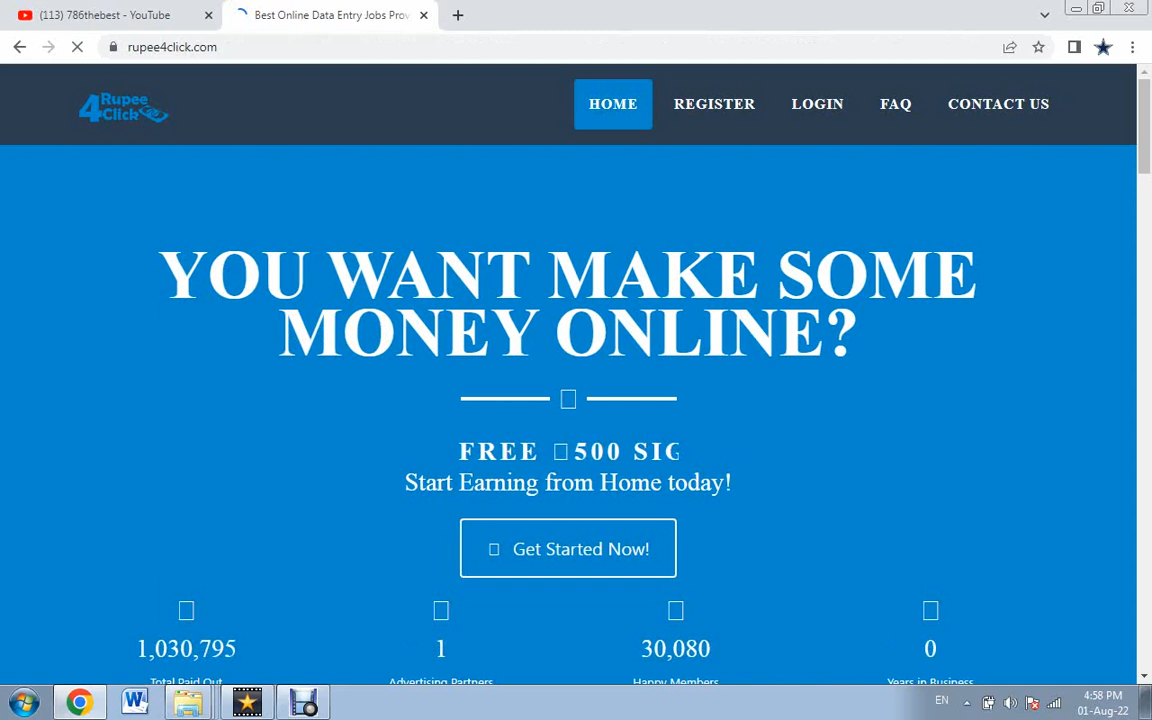 (113) 786thebest - YouTube
Best Online Data Entry Jobs Prov
rupee4click.com
4 Rupee Click
HOME
REGISTER
LOGIN
FAQ
CONTACT US
YOU WANT MAKE SOME
MONEY ONLINE?
FREE 500 SIG
Start Earning from Home today!
Get Started Now!
1,030,795
1
30,080
0
Total Paid Out
Advertising Partners
Happy Members
Years in Business
EN
4:58 PM
01-Aug-22